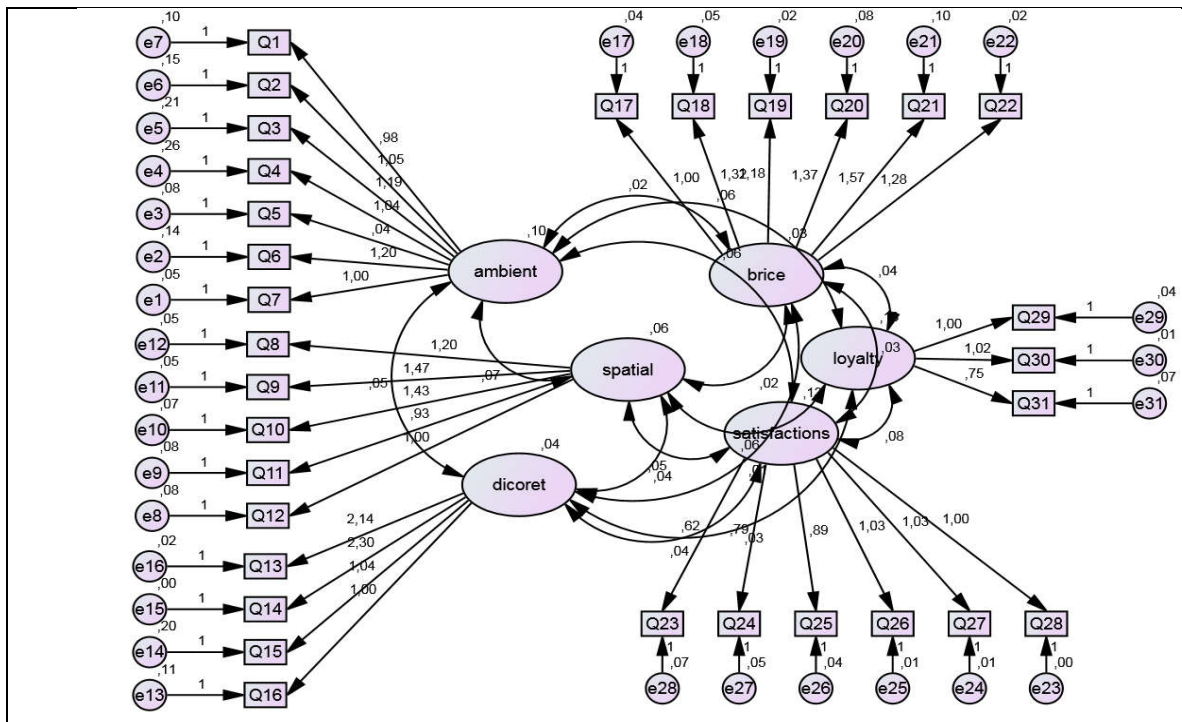 ,10
e7 1 Q1
,15
e6 1 Q2
,21
e5 1 Q3
,26
e4 1 Q4
,08
e3 1 Q5
,14
e2 1 Q6
,05
e1 1 Q7
,05
e12 1 Q8
,05
e11 1 Q9
,07
e10 1 Q10
,08
e9 1 Q11
,08
e8 1 Q12
,02
e16 1 Q13
,00
e15 1 Q14
,20
e14 1 Q15
,11
e13 1 Q16
,98
1,05
1,19
1,04
,04
1,20
1,00
,10
ambient
1,20
1,47
1,43
,93
1,00
,06
spatial
2,14
2,30
1,04
1,00
,04
dicoret
,04 ,05 ,02 ,08 ,10 ,02
e17 e18 e19 e20 e21 e22
1 1 1 1 1 1
Q17 Q18 Q19 Q20 Q21 Q22
1,00 1,18 1,37 1,57 1,28
,03
brice
,02
,06
,06
,04
,03
,02
,05
,07
,05
,04
,06
,08
,04
,03
loyalty
1,00
1,02
,75
Q29 1 e29 ,04
Q30 1 e30 ,01
Q31 1 e31 ,07
satisfactions
,62 ,79 ,89 1,03 1,03 1,00
Q23 Q24 Q25 Q26 Q27 Q28
1 1 1 1 1 1
,07 ,05 ,04 ,01 ,01 ,00
e28 e27 e26 e25 e24 e23